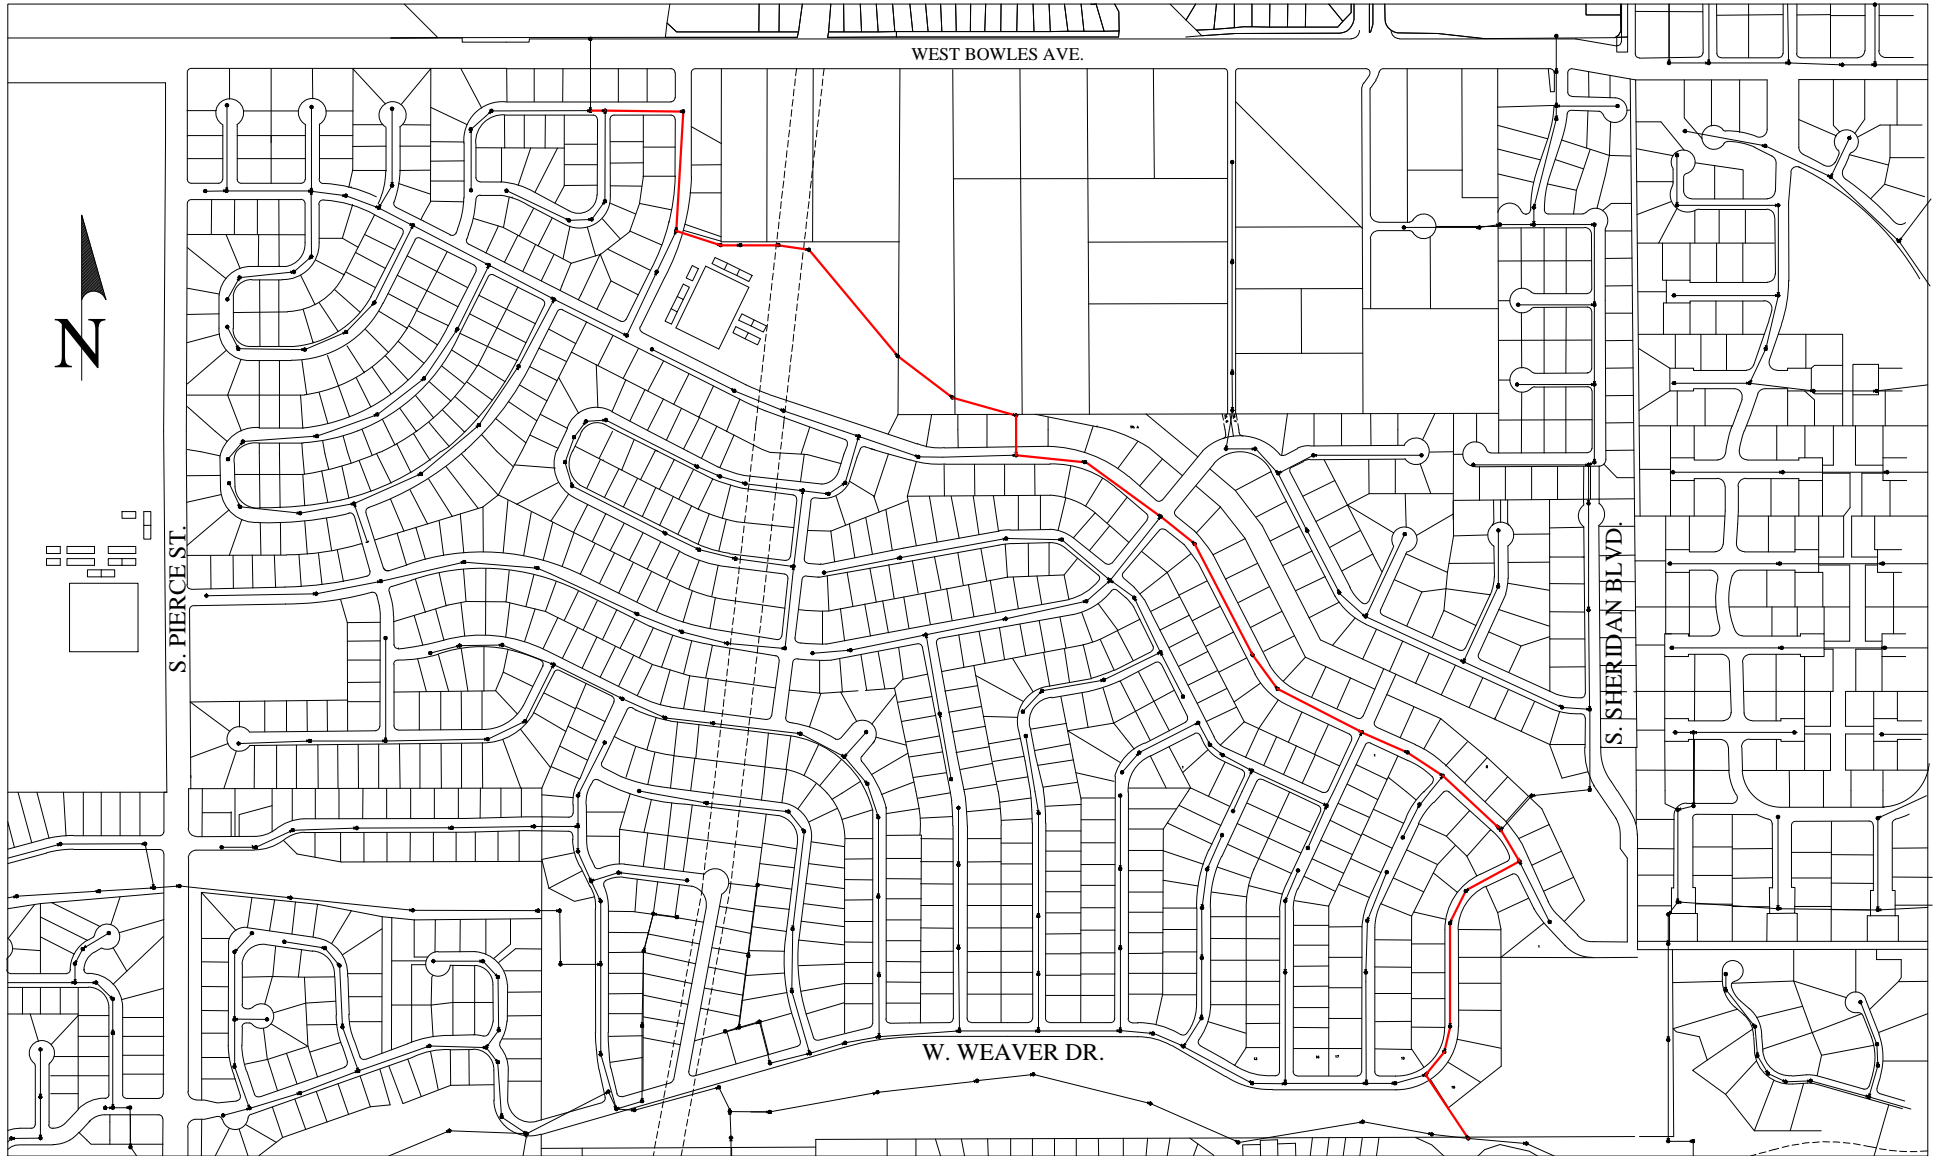 WEST BOWLES AVE.
N
S. PIERCE ST.
S. SHERIDAN BLVD.
W. WEAVER DR.